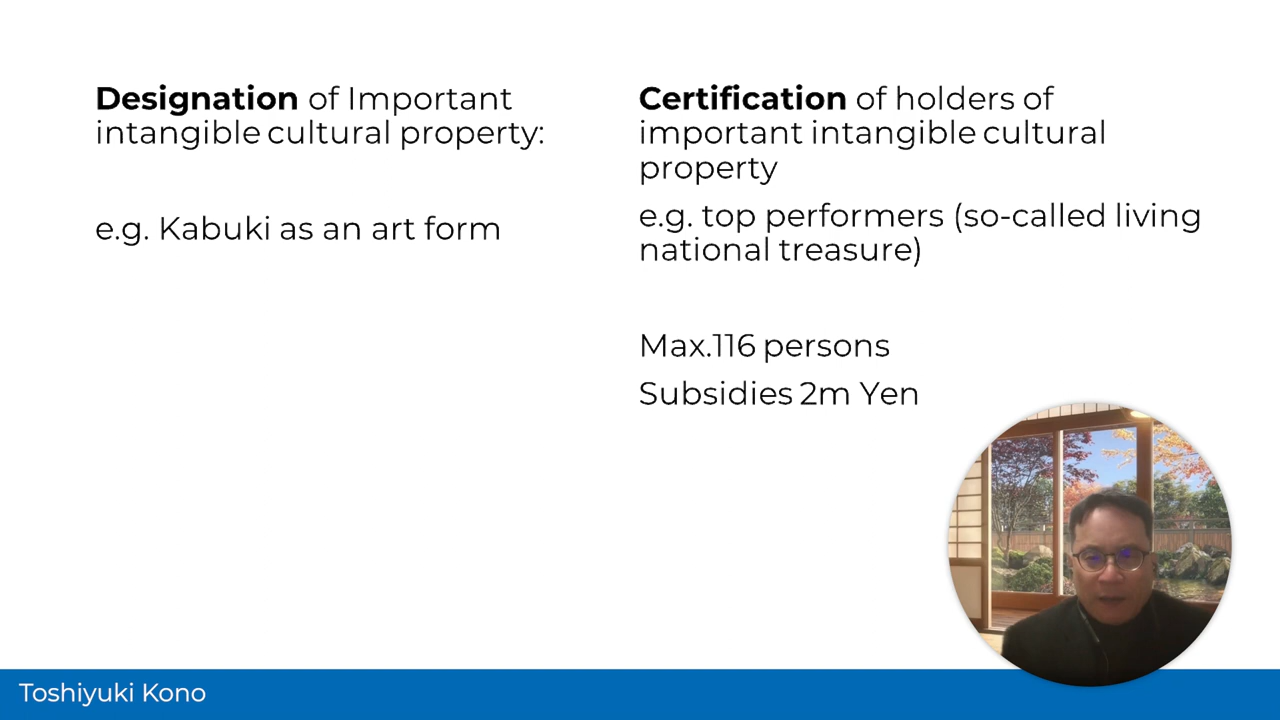 Designation of Important
intangible cultural property:
e.g. Kabuki as an art form
Certification of holders of
important intangible cultural
property
e.g. top performers (so-called living
national treasure)
Max.116 persons
Subsidies 2m Yen
Toshiyuki Kono